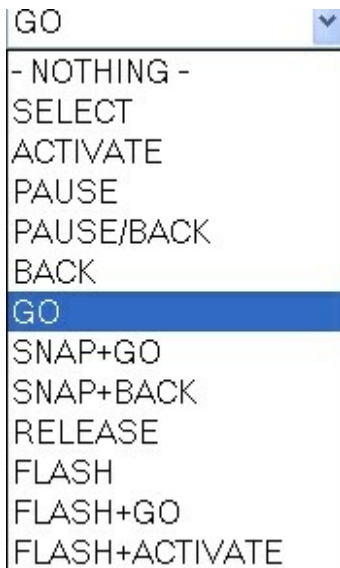 GO
- NOTHING -
SELECT
ACTIVATE
PAUSE
PAUSE/BACK
BACK
GO
SNAP+GO
SNAP+BACK
RELEASE
FLASH
FLASH+GO
FLASH+ACTIVATE